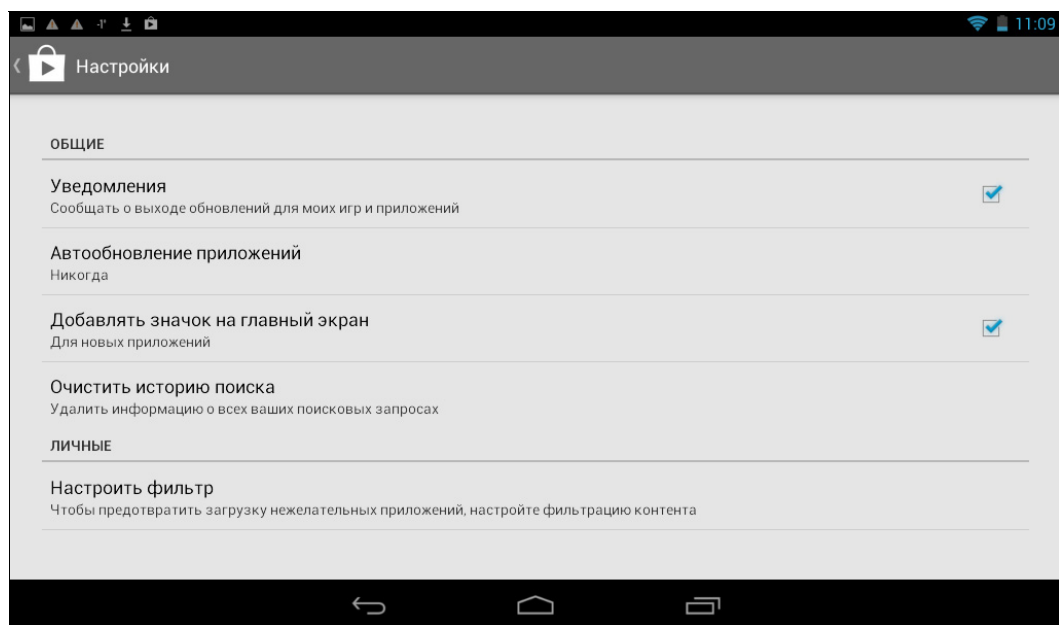 -1°
11:09
Настройки
ОБЩИЕ
Уведомления
Сообщать о выходе обновлений для моих игр и приложений
Автообновление приложений
Никогда
Добавлять значок на главный экран
Для новых приложений
Очистить историю поиска
Удалить информацию о всех ваших поисковых запросах
ЛИЧНЫЕ
Настроить фильтр
Чтобы предотвратить загрузку нежелательных приложений, настройте фильтрацию контента